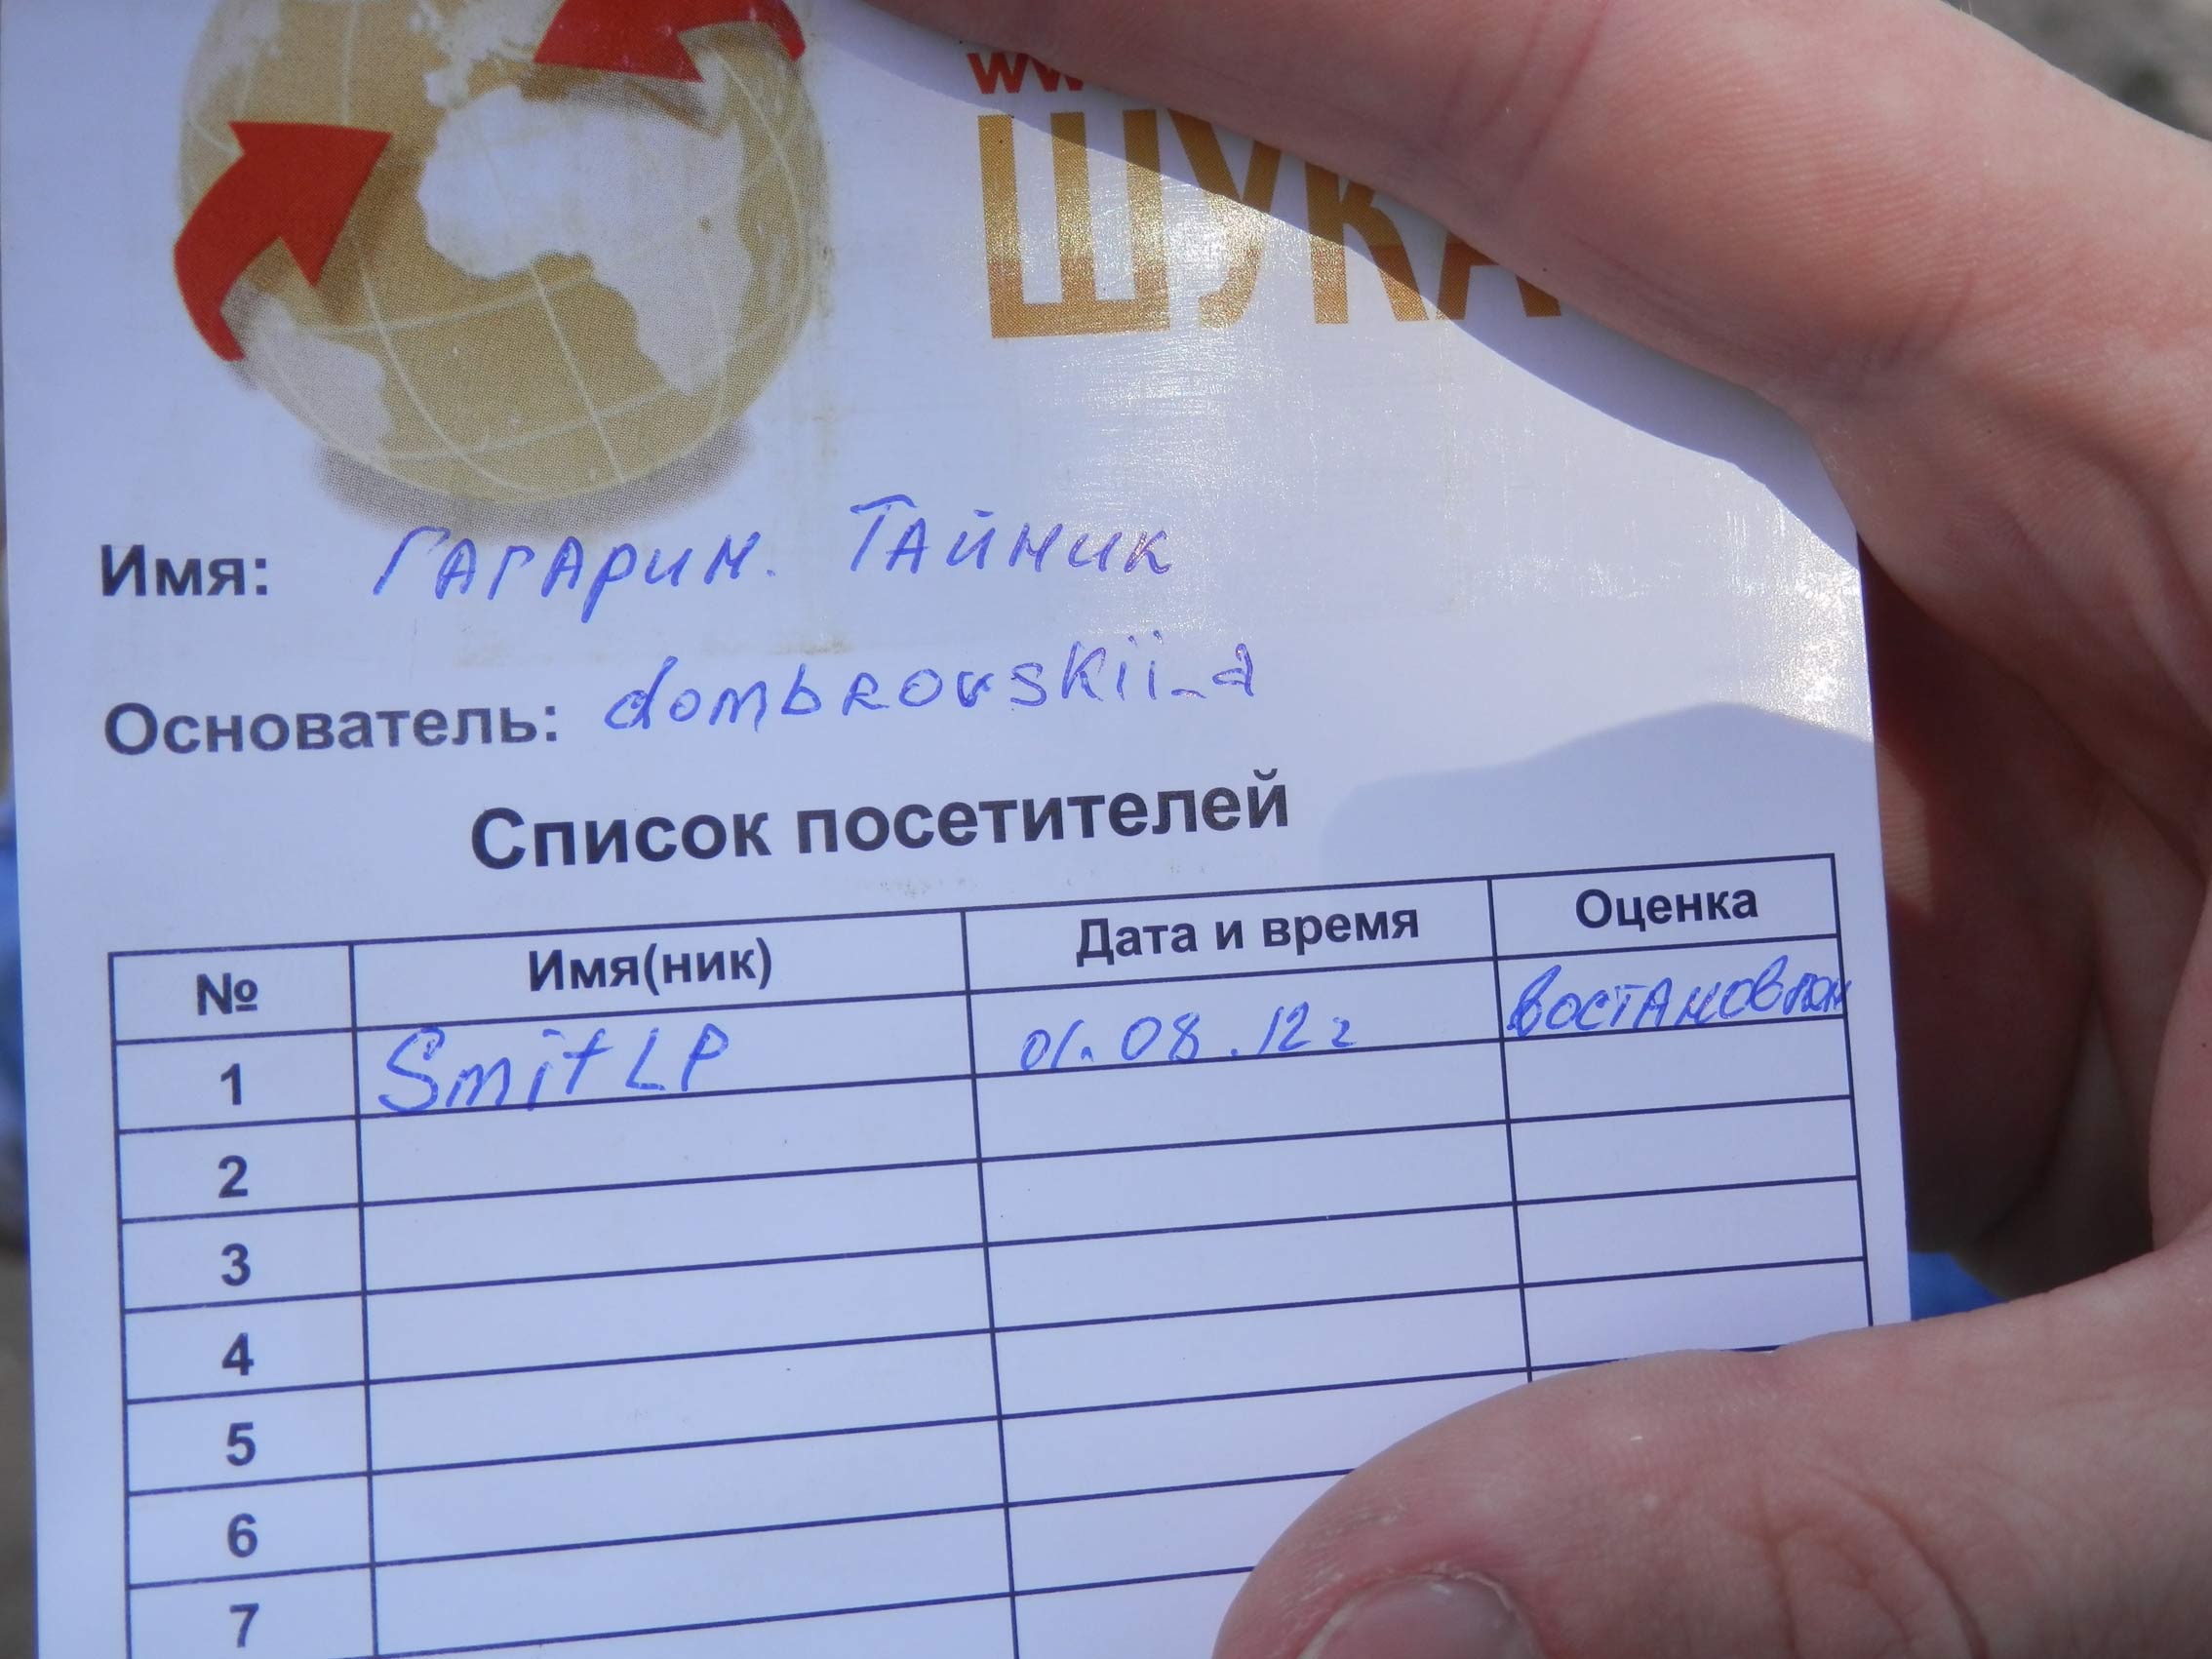 ШУКА
Имя: Гагарин. Тайник
Основатель: dombrovskii_a
Список посетителей
№ Имя(ник) Дата и время Оценка
1 SmitLP 01.08.12г востановлен
2
3
4
5
6
7